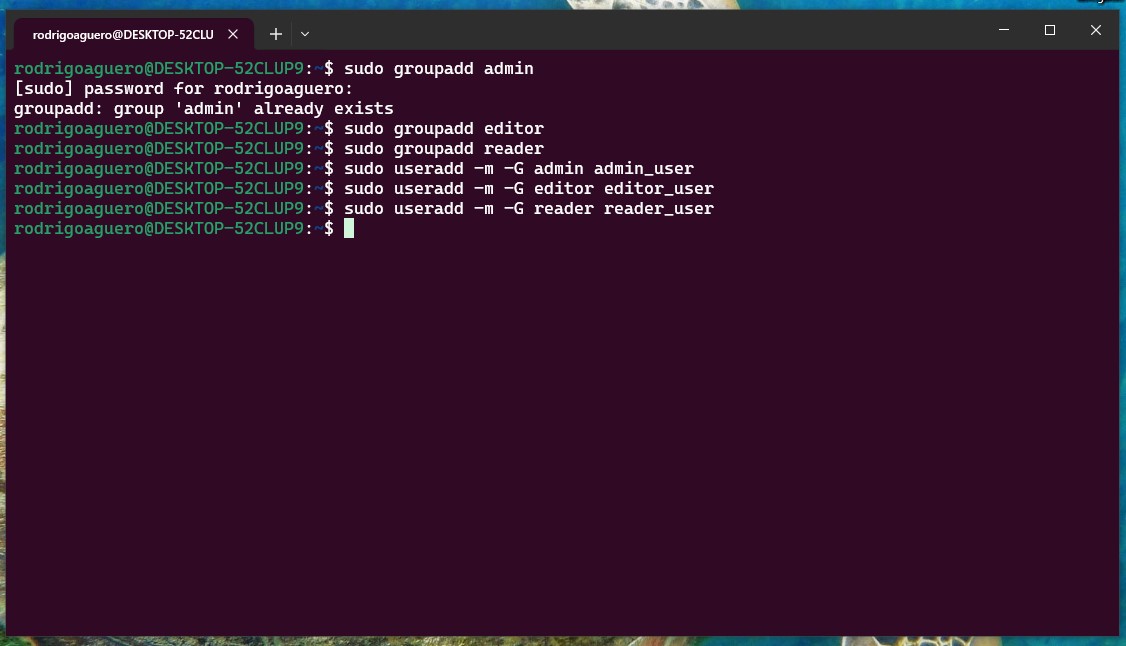 rodrigoaguero@DESKTOP-52CLU
rodrigoaguero@DESKTOP-52CLUP9:~$ sudo groupadd admin
[sudo] password for rodrigoaguero:
groupadd: group 'admin' already exists
rodrigoaguero@DESKTOP-52CLUP9:~$ sudo groupadd editor
rodrigoaguero@DESKTOP-52CLUP9:~$ sudo groupadd reader
rodrigoaguero@DESKTOP-52CLUP9:~$ sudo useradd -m -G admin admin_user
rodrigoaguero@DESKTOP-52CLUP9:~$ sudo useradd -m -G editor editor_user
rodrigoaguero@DESKTOP-52CLUP9:~$ sudo useradd -m -G reader reader_user
rodrigoaguero@DESKTOP-52CLUP9:~$